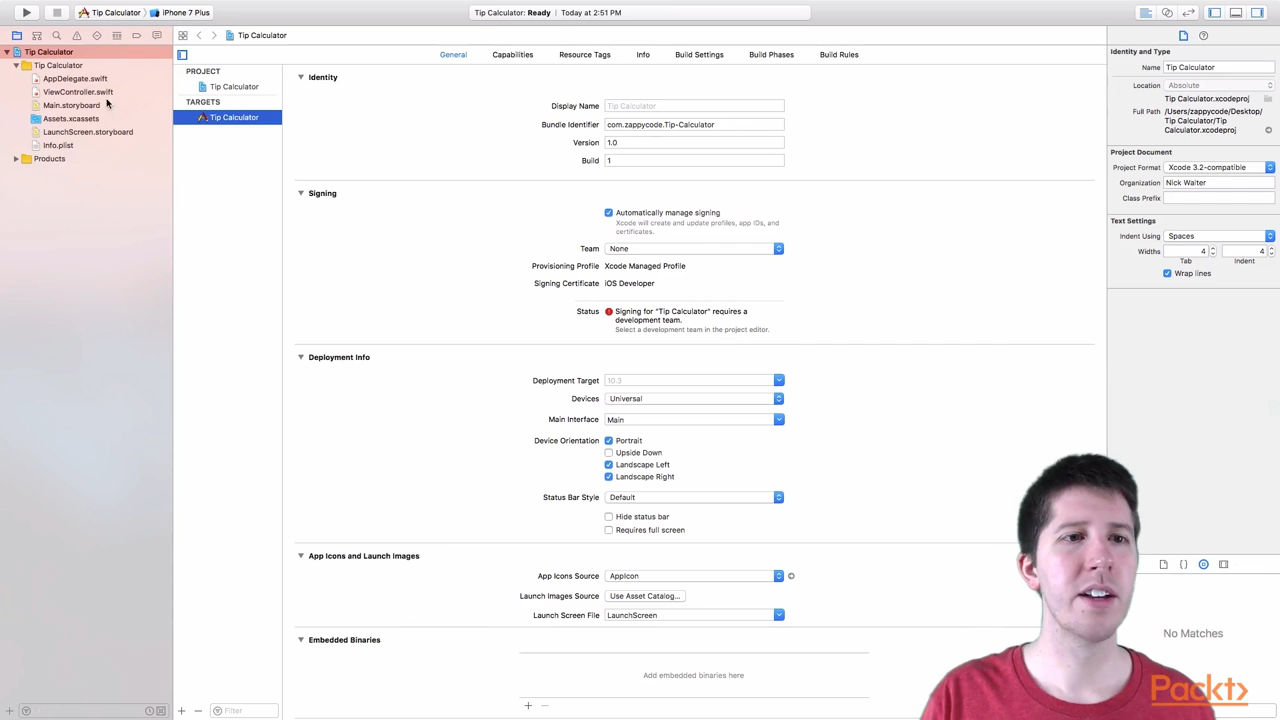 Tip Calculator
iPhone 7 Plus
Tip Calculator: Ready
Today at 2:51 PM
Tip Calculator
Tip Calculator
AppDelegate.swift
ViewController.swift
Main.storyboard
Assets.xcassets
LaunchScreen.storyboard
Info.plist
Products
Filter
Tip Calculator
PROJECT
Tip Calculator
TARGETS
Tip Calculator
General
Capabilities
Resource Tags
Info
Build Settings
Build Phases
Build Rules
Identity
Display Name
Tip Calculator
Bundle Identifier
com.zappycode.Tip-Calculator
Version
1.0
Build
1
Signing
Automatically manage signing
Xcode will create and update profiles, app IDs, and
certificates.
Team
None
Provisioning Profile
Xcode Managed Profile
Signing Certificate
iOS Developer
Status
Signing for "Tip Calculator" requires a
development team.
Select a development team in the project editor.
Deployment Info
Deployment Target
10.3
Devices
Universal
Main Interface
Main
Device Orientation
Portrait
Upside Down
Landscape Left
Landscape Right
Status Bar Style
Default
Hide status bar
Requires full screen
App Icons and Launch Images
App Icons Source
AppIcon
Launch Images Source
Use Asset Catalog...
Launch Screen File
LaunchScreen
Embedded Binaries
Add embedded binaries here
Identity and Type
Name
Tip Calculator
Location
Absolute
Tip Calculator.xcodeproj
Full Path
/Users/zappycode/Desktop/
Tip Calculator/Tip
Calculator.xcodeproj
Project Document
Project Format
Xcode 3.2-compatible
Organization
Nick Walter
Class Prefix
Text Settings
Indent Using
Spaces
Widths
4
4
Tab
Indent
Wrap lines
No Matches
Packt>